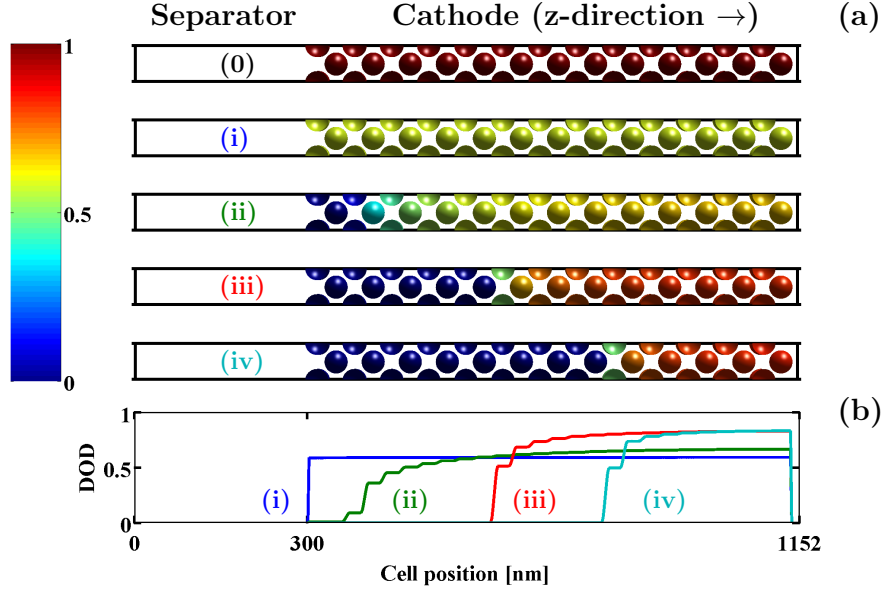 Separator Cathode (z-direction →) (a)
1
(0)
(i)
0.5
(ii)
(iii)
(iv)
0
(b)
1
DOD
0.5
(i) (ii) (iii) (iv)
0
0 300 1152
Cell position [nm]